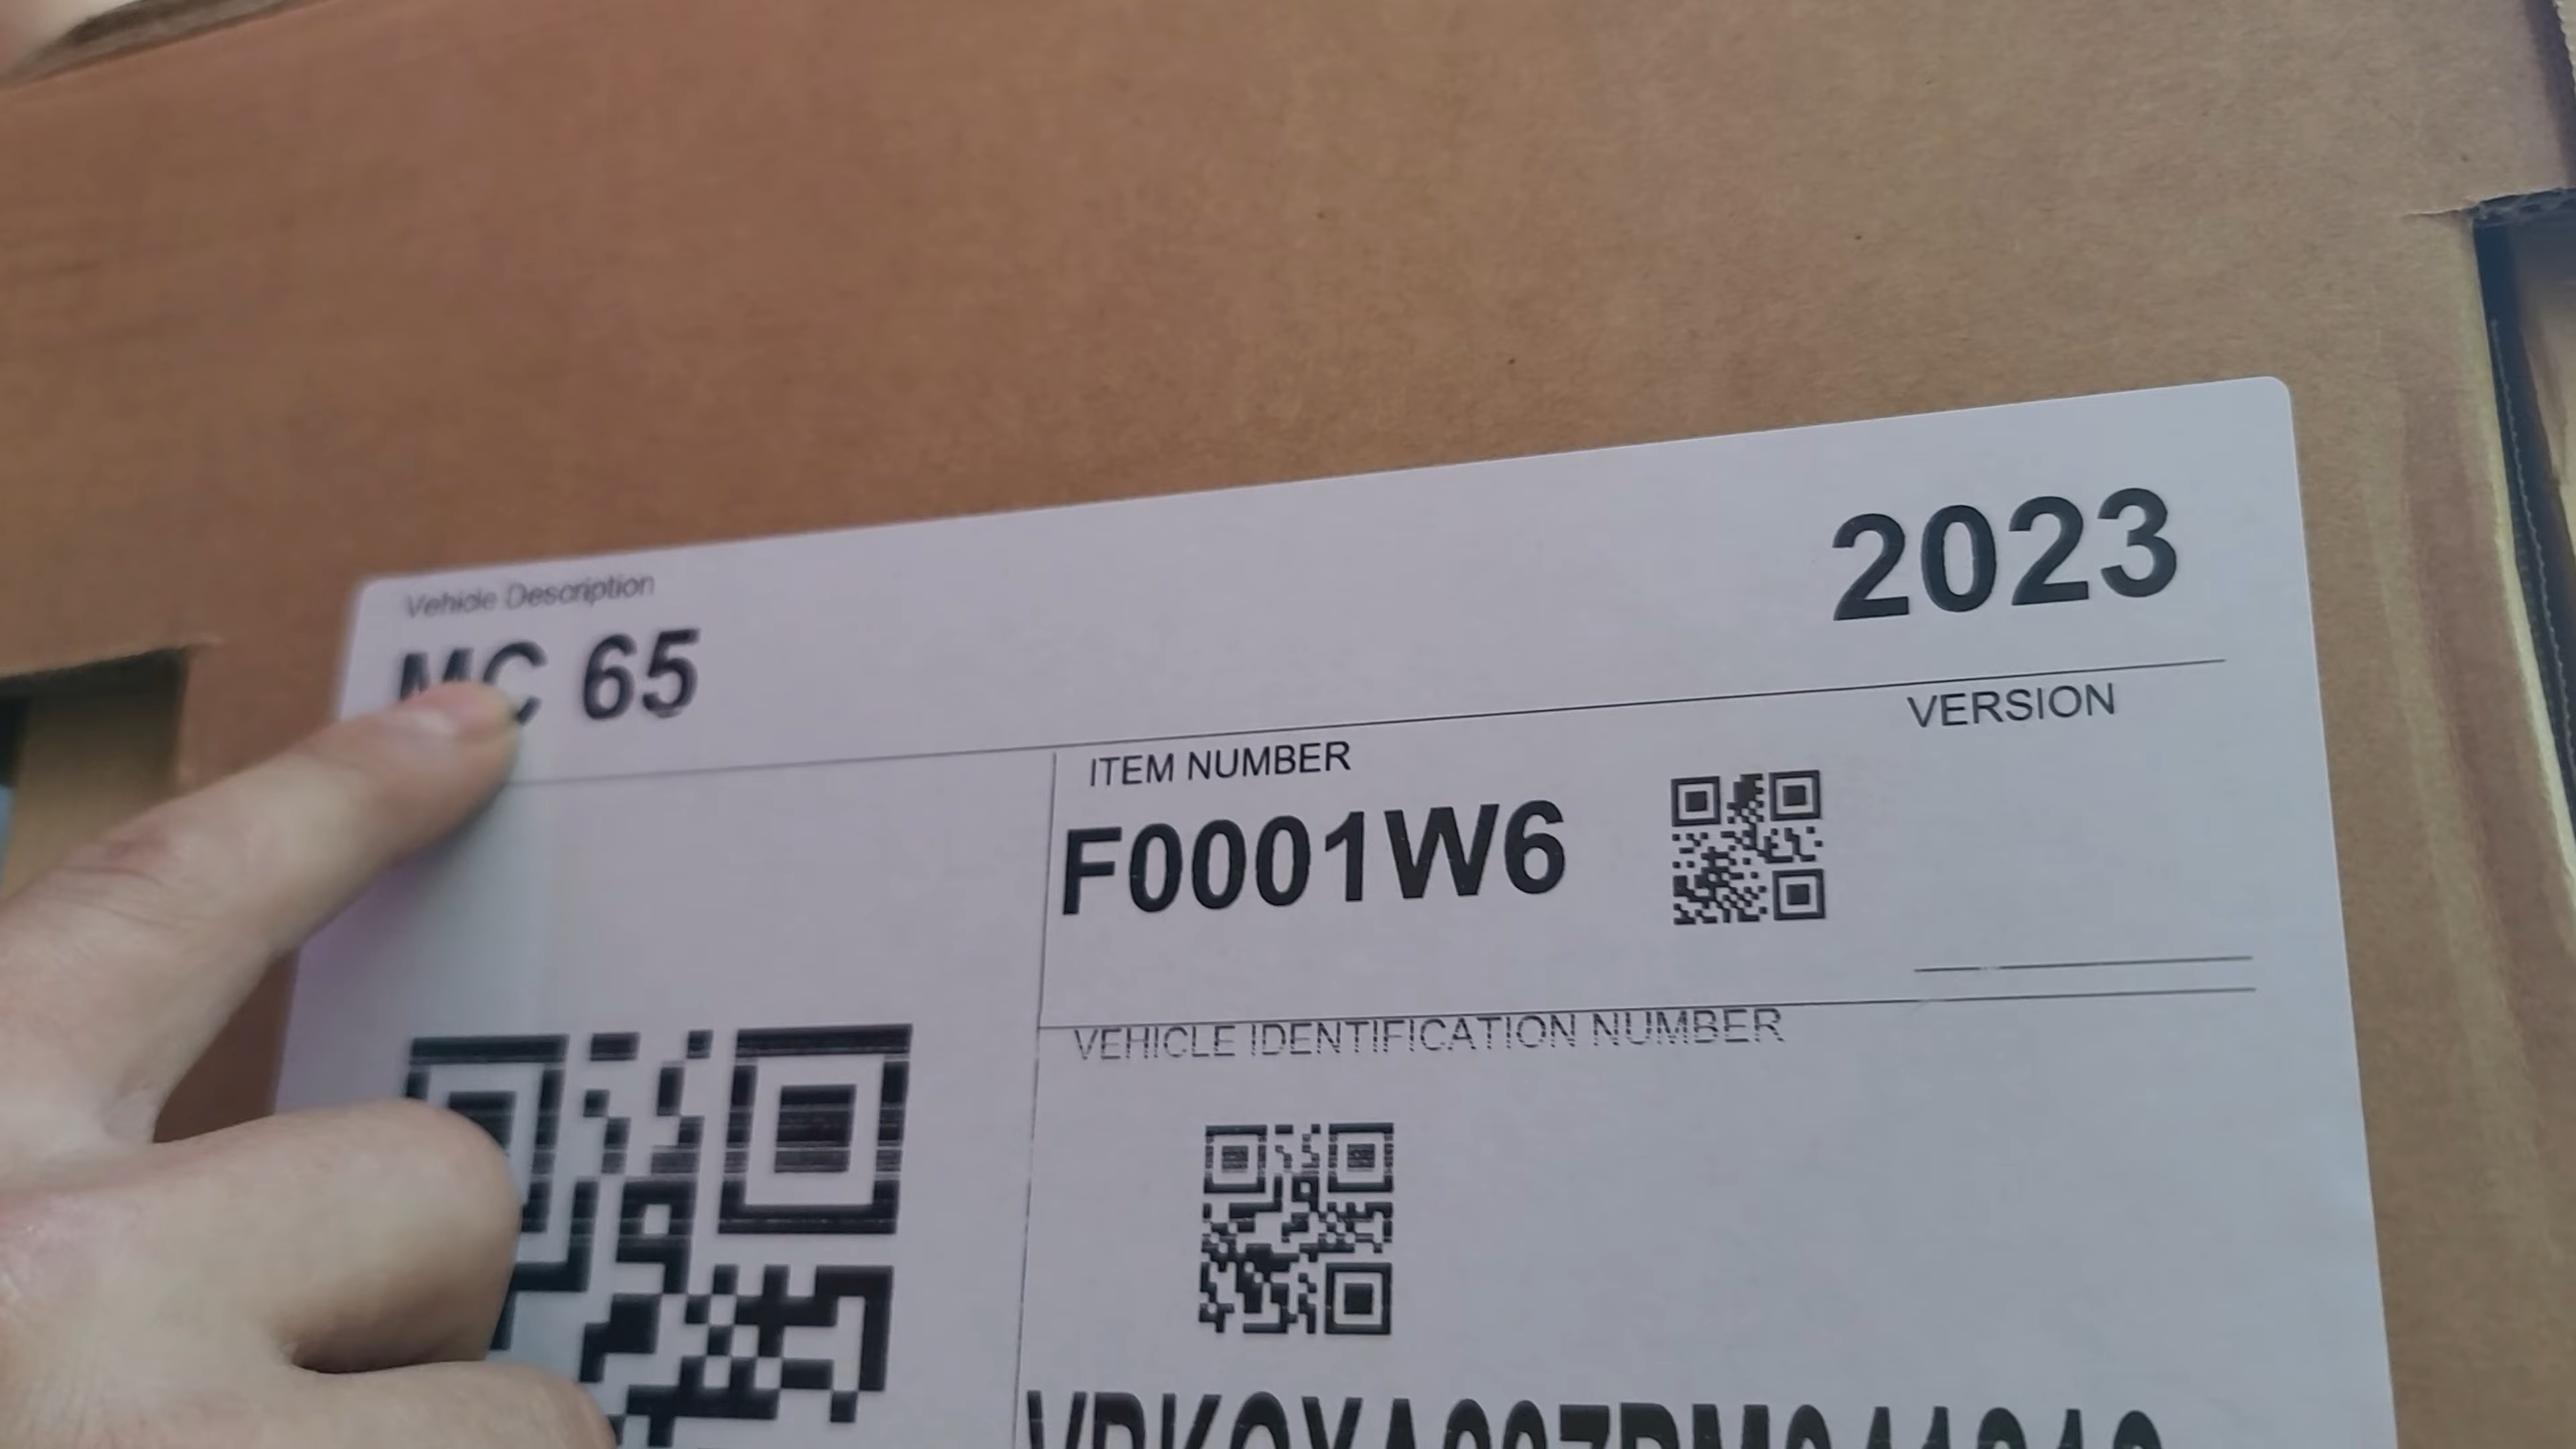 Vehicle Description
MC 65
2023
VERSION
ITEM NUMBER
F0001W6
VEHICLE IDENTIFICATION NUMBER